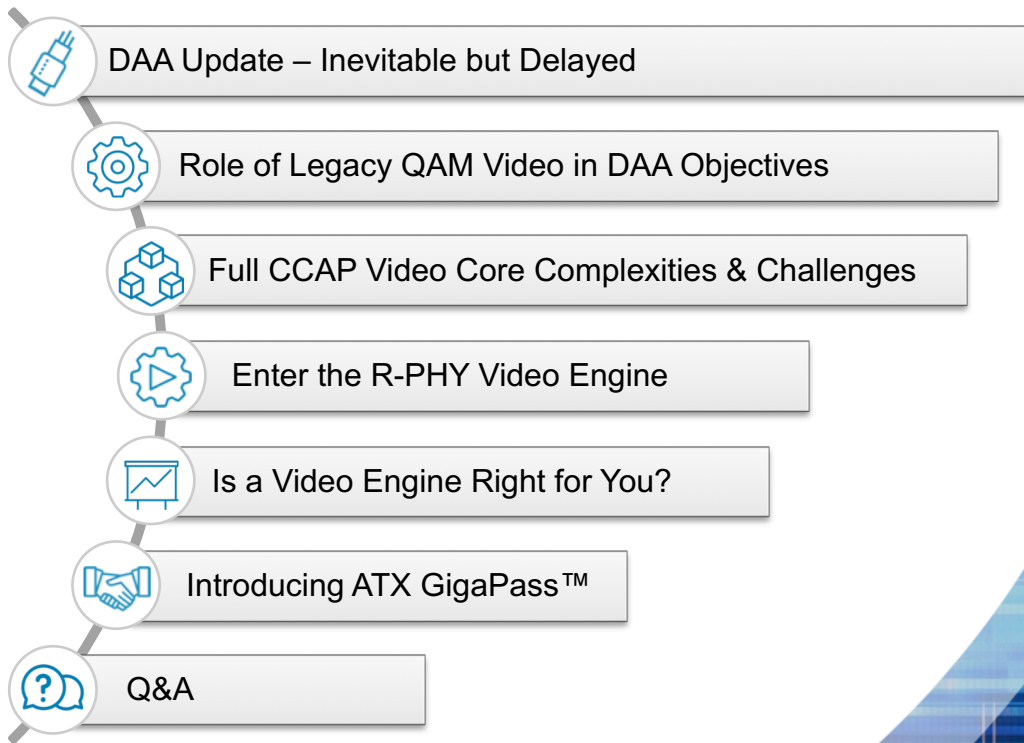 DAA Update – Inevitable but Delayed
Role of Legacy QAM Video in DAA Objectives
Full CCAP Video Core Complexities & Challenges
Enter the R-PHY Video Engine
Is a Video Engine Right for You?
Introducing ATX GigaPass™
? Q&A